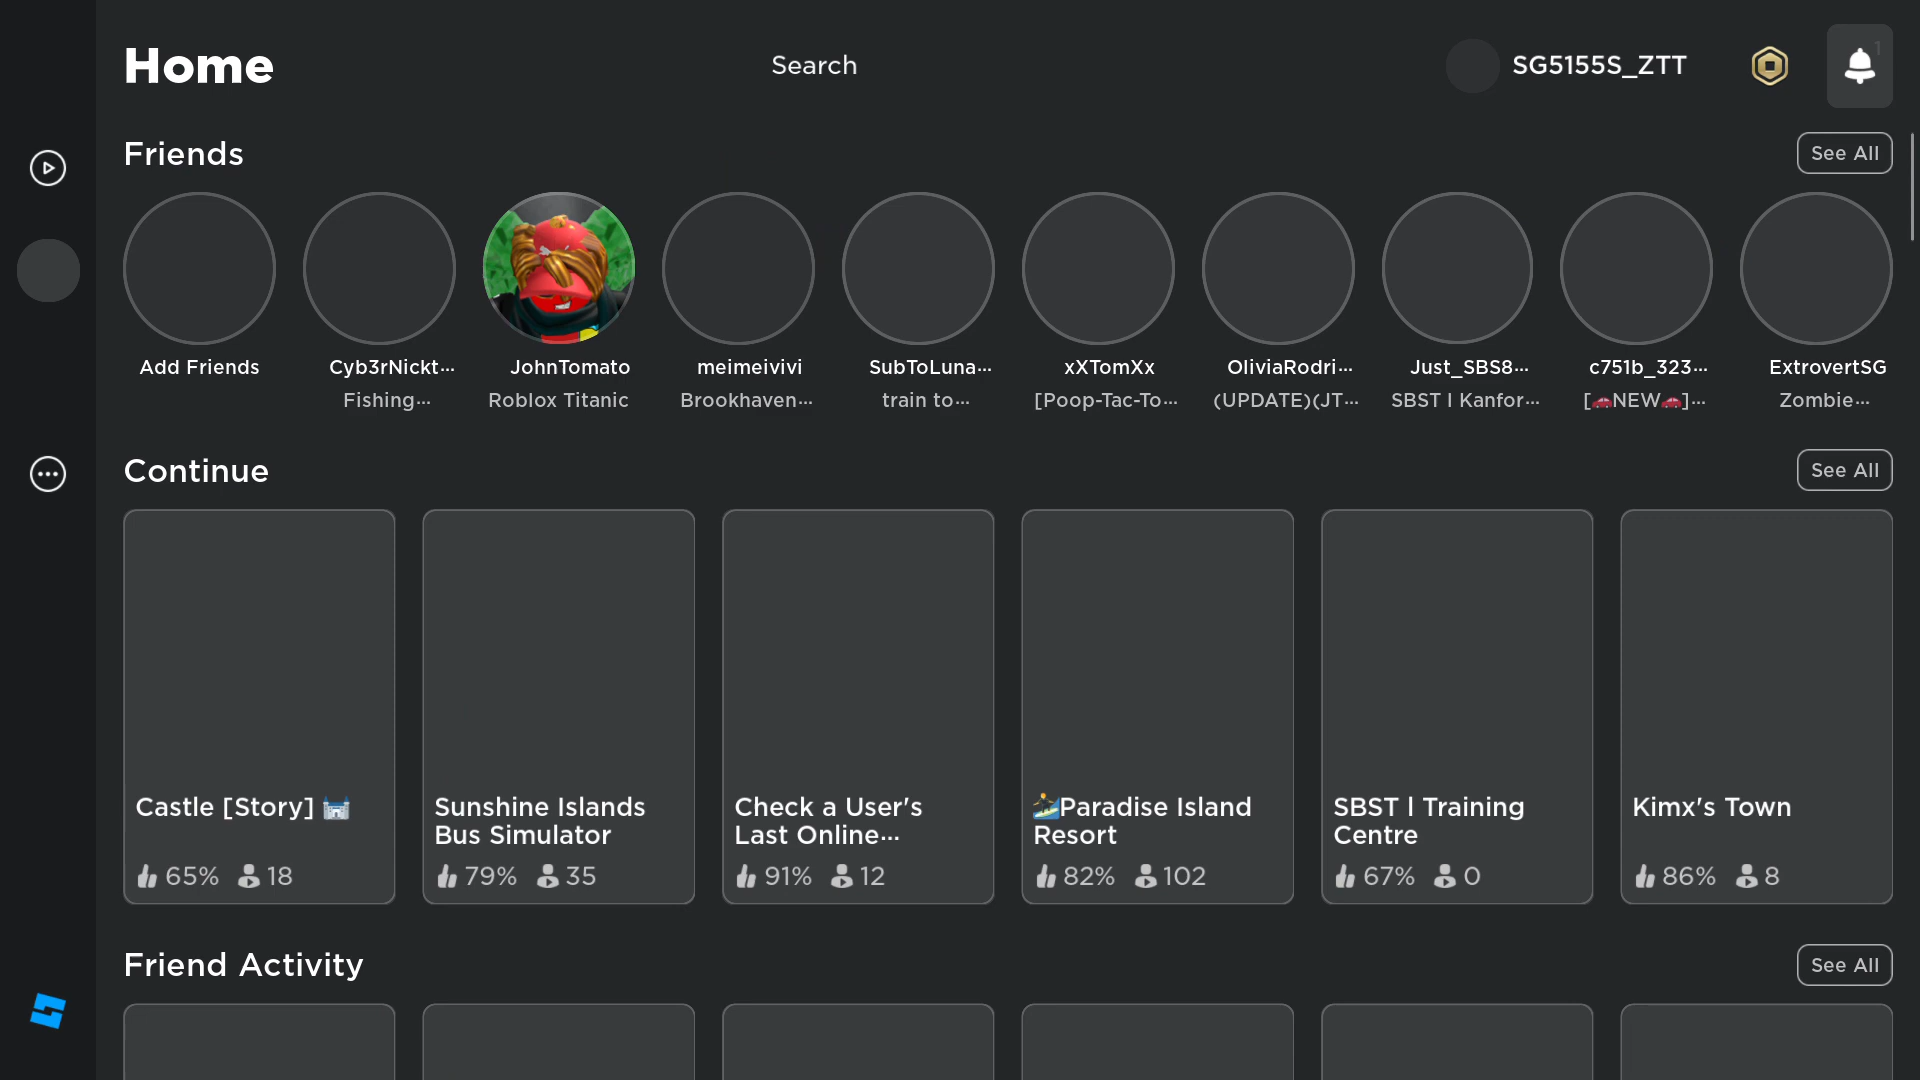 Home
Search
SG5155S_ZTT
1
Friends
See All
Add Friends
Cyb3rNickt...
JohnTomato
meimeivivi
SubToLuna...
xXTomXx
OliviaRodri...
Just_SBS8...
c751b_323...
ExtrovertSG
Fishing...
Roblox Titanic
Brookhaven...
train to...
[Poop-Tac-To...
(UPDATE)(JT...
SBST l Kanfor...
[🚗NEW🚗]...
Zombie...
Continue
See All
Castle [Story] 🏰
65% 18
Sunshine Islands
Bus Simulator
79% 35
Check a User's
Last Online...
91% 12
🏄Paradise Island
Resort
82% 102
SBST l Training
Centre
67% 0
Kimx's Town
86% 8
Friend Activity
See All